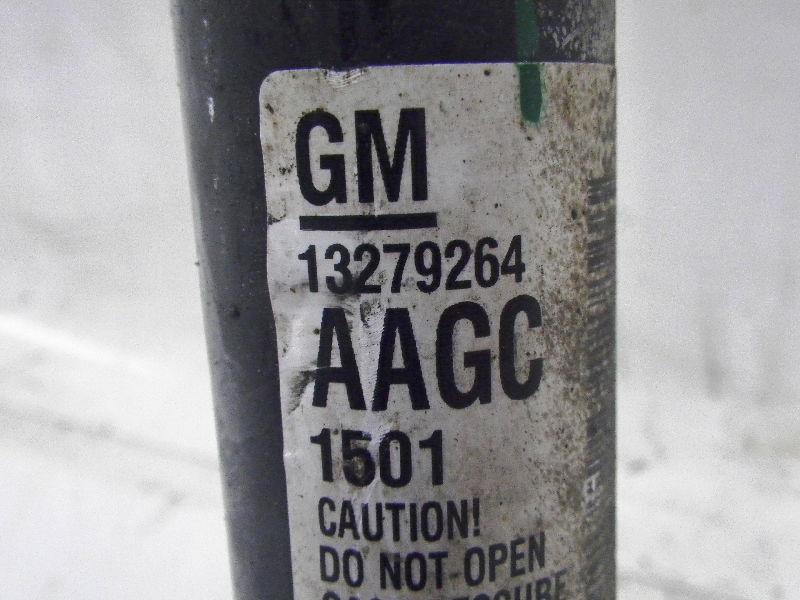 GM
13279264
AAGC
1501
CAUTION!
DO NOT OPEN